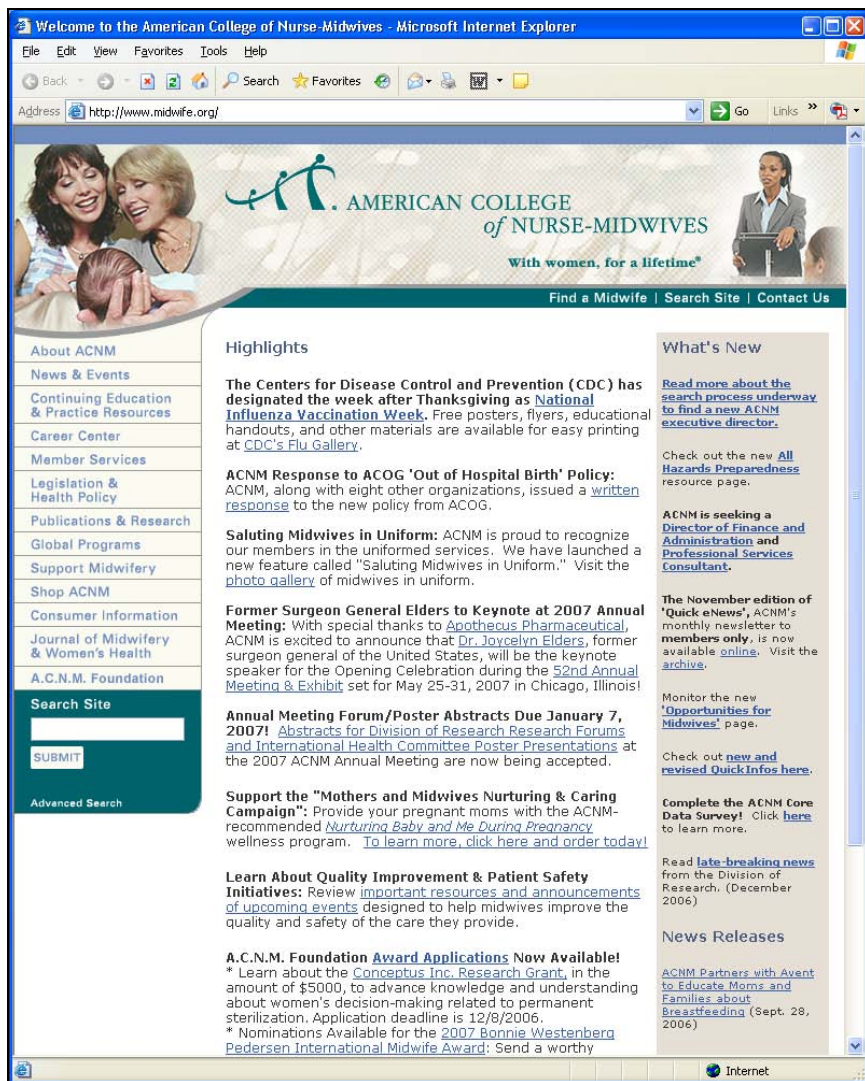 Welcome to the American College of Nurse-Midwives - Microsoft Internet Explorer
File Edit View Favorites Tools Help
Back Search Favorites
Address http://www.midwife.org/ Go Links »
AMERICAN COLLEGE
of NURSE-MIDWIVES
With women, for a lifetime®
Find a Midwife | Search Site | Contact Us
About ACNM
News & Events
Continuing Education
& Practice Resources
Career Center
Member Services
Legislation &
Health Policy
Publications & Research
Global Programs
Support Midwifery
Shop ACNM
Consumer Information
Journal of Midwifery
& Women's Health
A.C.N.M. Foundation
Search Site
SUBMIT
Advanced Search
Highlights
The Centers for Disease Control and Prevention (CDC) has
designated the week after Thanksgiving as National
Influenza Vaccination Week. Free posters, flyers, educational
handouts, and other materials are available for easy printing
at CDC's Flu Gallery.
ACNM Response to ACOG 'Out of Hospital Birth' Policy:
ACNM, along with eight other organizations, issued a written
response to the new policy from ACOG.
Saluting Midwives in Uniform: ACNM is proud to recognize
our members in the uniformed services. We have launched a
new feature called "Saluting Midwives in Uniform." Visit the
photo gallery of midwives in uniform.
Former Surgeon General Elders to Keynote at 2007 Annual
Meeting: With special thanks to Apothecus Pharmaceutical,
ACNM is excited to announce that Dr. Joycelyn Elders, former
surgeon general of the United States, will be the keynote
speaker for the Opening Celebration during the 52nd Annual
Meeting & Exhibit set for May 25-31, 2007 in Chicago, Illinois!
Annual Meeting Forum/Poster Abstracts Due January 7,
2007! Abstracts for Division of Research Research Forums
and International Health Committee Poster Presentations at
the 2007 ACNM Annual Meeting are now being accepted.
Support the "Mothers and Midwives Nurturing & Caring
Campaign": Provide your pregnant moms with the ACNM-
recommended Nurturing Baby and Me During Pregnancy
wellness program. To learn more, click here and order today!
Learn About Quality Improvement & Patient Safety
Initiatives: Review important resources and announcements
of upcoming events designed to help midwives improve the
quality and safety of the care they provide.
A.C.N.M. Foundation Award Applications Now Available!
* Learn about the Conceptus Inc. Research Grant, in the
amount of $5000, to advance knowledge and understanding
about women's decision-making related to permanent
sterilization. Application deadline is 12/8/2006.
* Nominations Available for the 2007 Bonnie Westenberg
Pedersen International Midwife Award: Send a worthy
What's New
Read more about the
search process underway
to find a new ACNM
executive director.
Check out the new All
Hazards Preparedness
resource page.
ACNM is seeking a
Director of Finance and
Administration and
Professional Services
Consultant.
The November edition of
'Quick eNews', ACNM's
monthly newsletter to
members only, is now
available online. Visit the
archive.
Monitor the new
'Opportunities for
Midwives' page.
Check out new and
revised QuickInfos here.
Complete the ACNM Core
Data Survey! Click here
to learn more.
Read late-breaking news
from the Division of
Research. (December
2006)
News Releases
ACNM Partners with Avent
to Educate Moms and
Families about
Breastfeeding (Sept. 28,
2006)
Internet